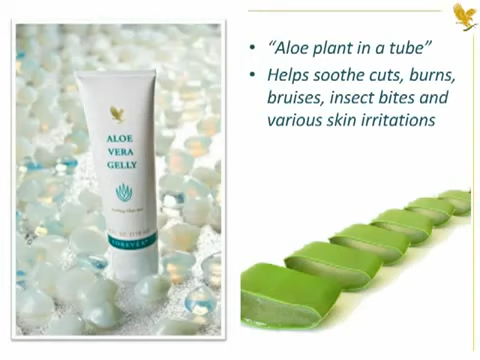 “Aloe plant in a tube”
Helps soothe cuts, burns,
bruises, insect bites and
various skin irritations
ALOE
VERA
GELLY
FOREVER